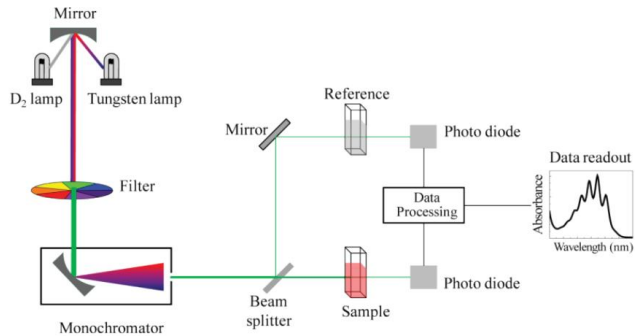 Mirror
D₂ lamp
Tungsten lamp
Filter
Monochromator
Mirror
Beam
splitter
Reference
Sample
Photo diode
Data
Processing
Photo diode
Data readout
Absorbance
Wavelength (nm)